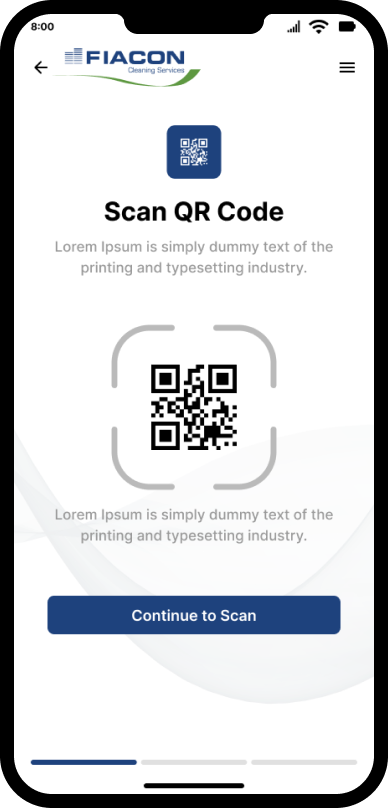 8:00
FIACON
Cleaning Services
Scan QR Code
Lorem Ipsum is simply dummy text of the
printing and typesetting industry.
Lorem Ipsum is simply dummy text of the
printing and typesetting industry.
Continue to Scan